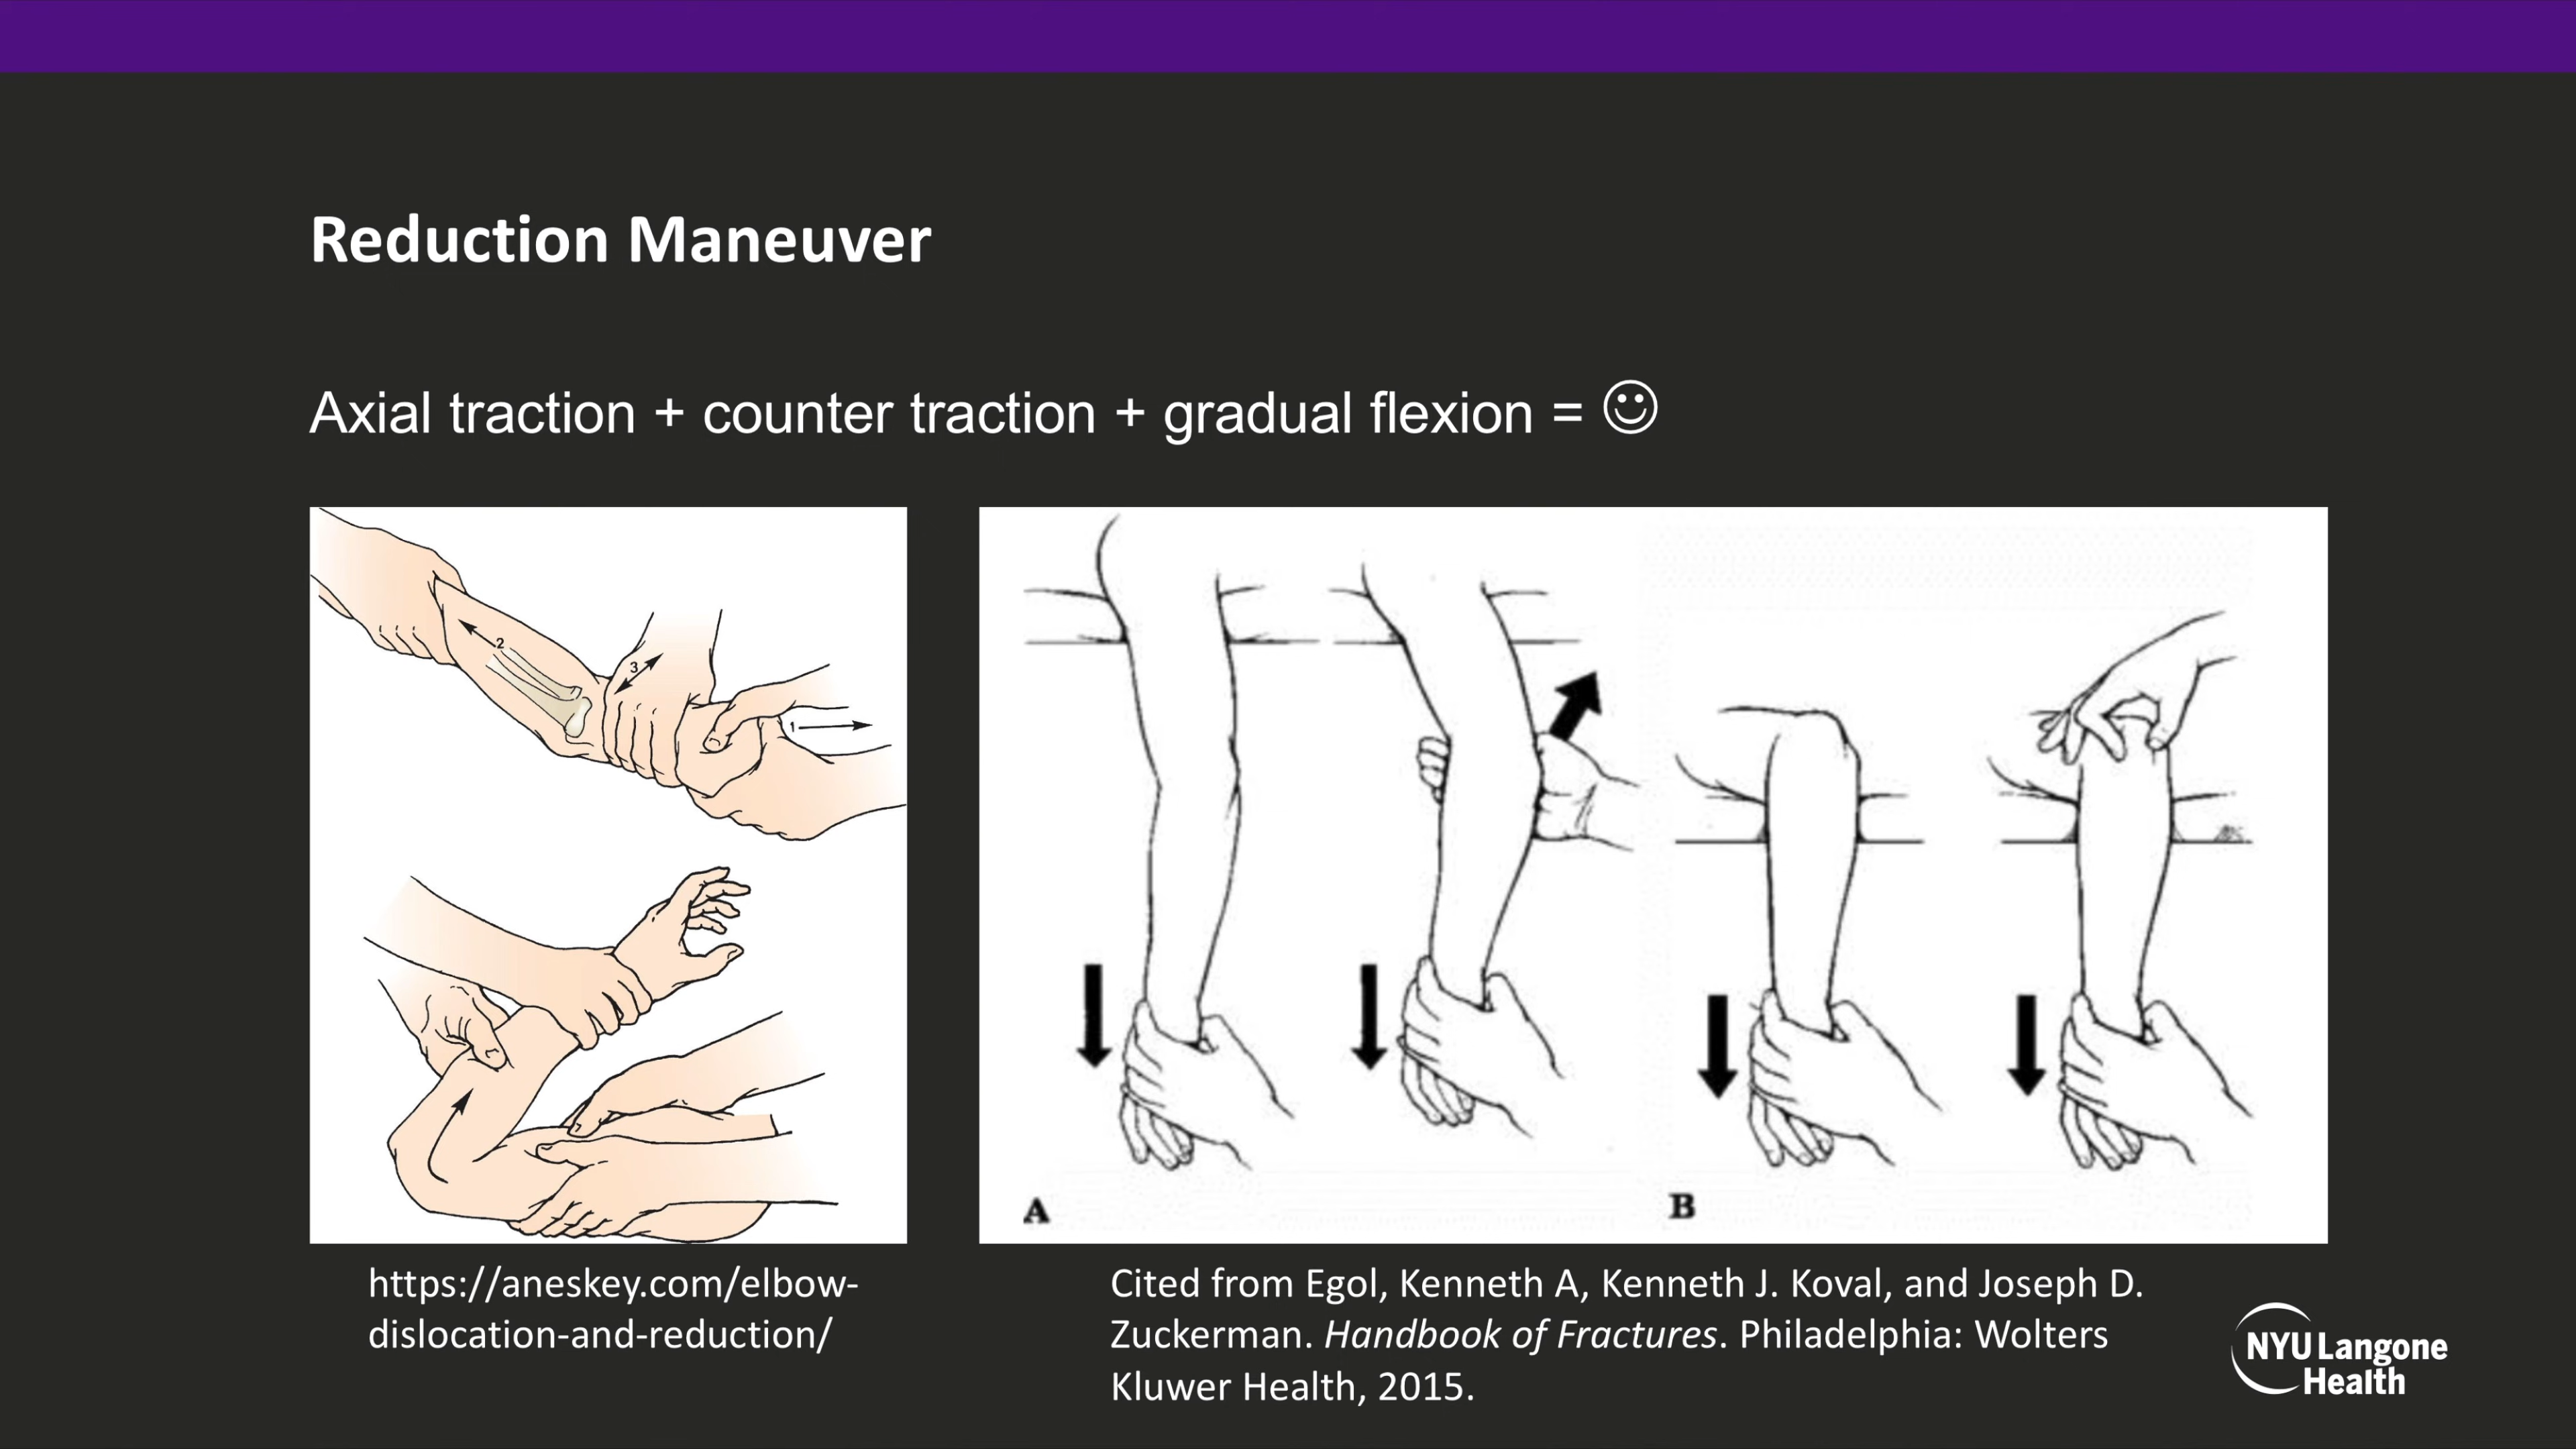 Reduction Maneuver
Axial traction + counter traction + gradual flexion = ☺
2
3
1
A
B
https://aneskey.com/elbow-
dislocation-and-reduction/
Cited from Egol, Kenneth A, Kenneth J. Koval, and Joseph D.
Zuckerman. Handbook of Fractures. Philadelphia: Wolters
Kluwer Health, 2015.
NYU Langone
Health